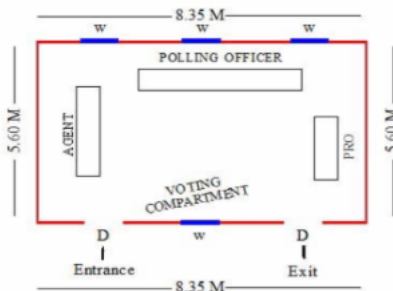 8.35 M
W W W
POLLING OFFICER
5.60 M
AGENT
PRO
5.60 M
VOTING
COMPARTMENT
D W D
Entrance
Exit
8.35 M